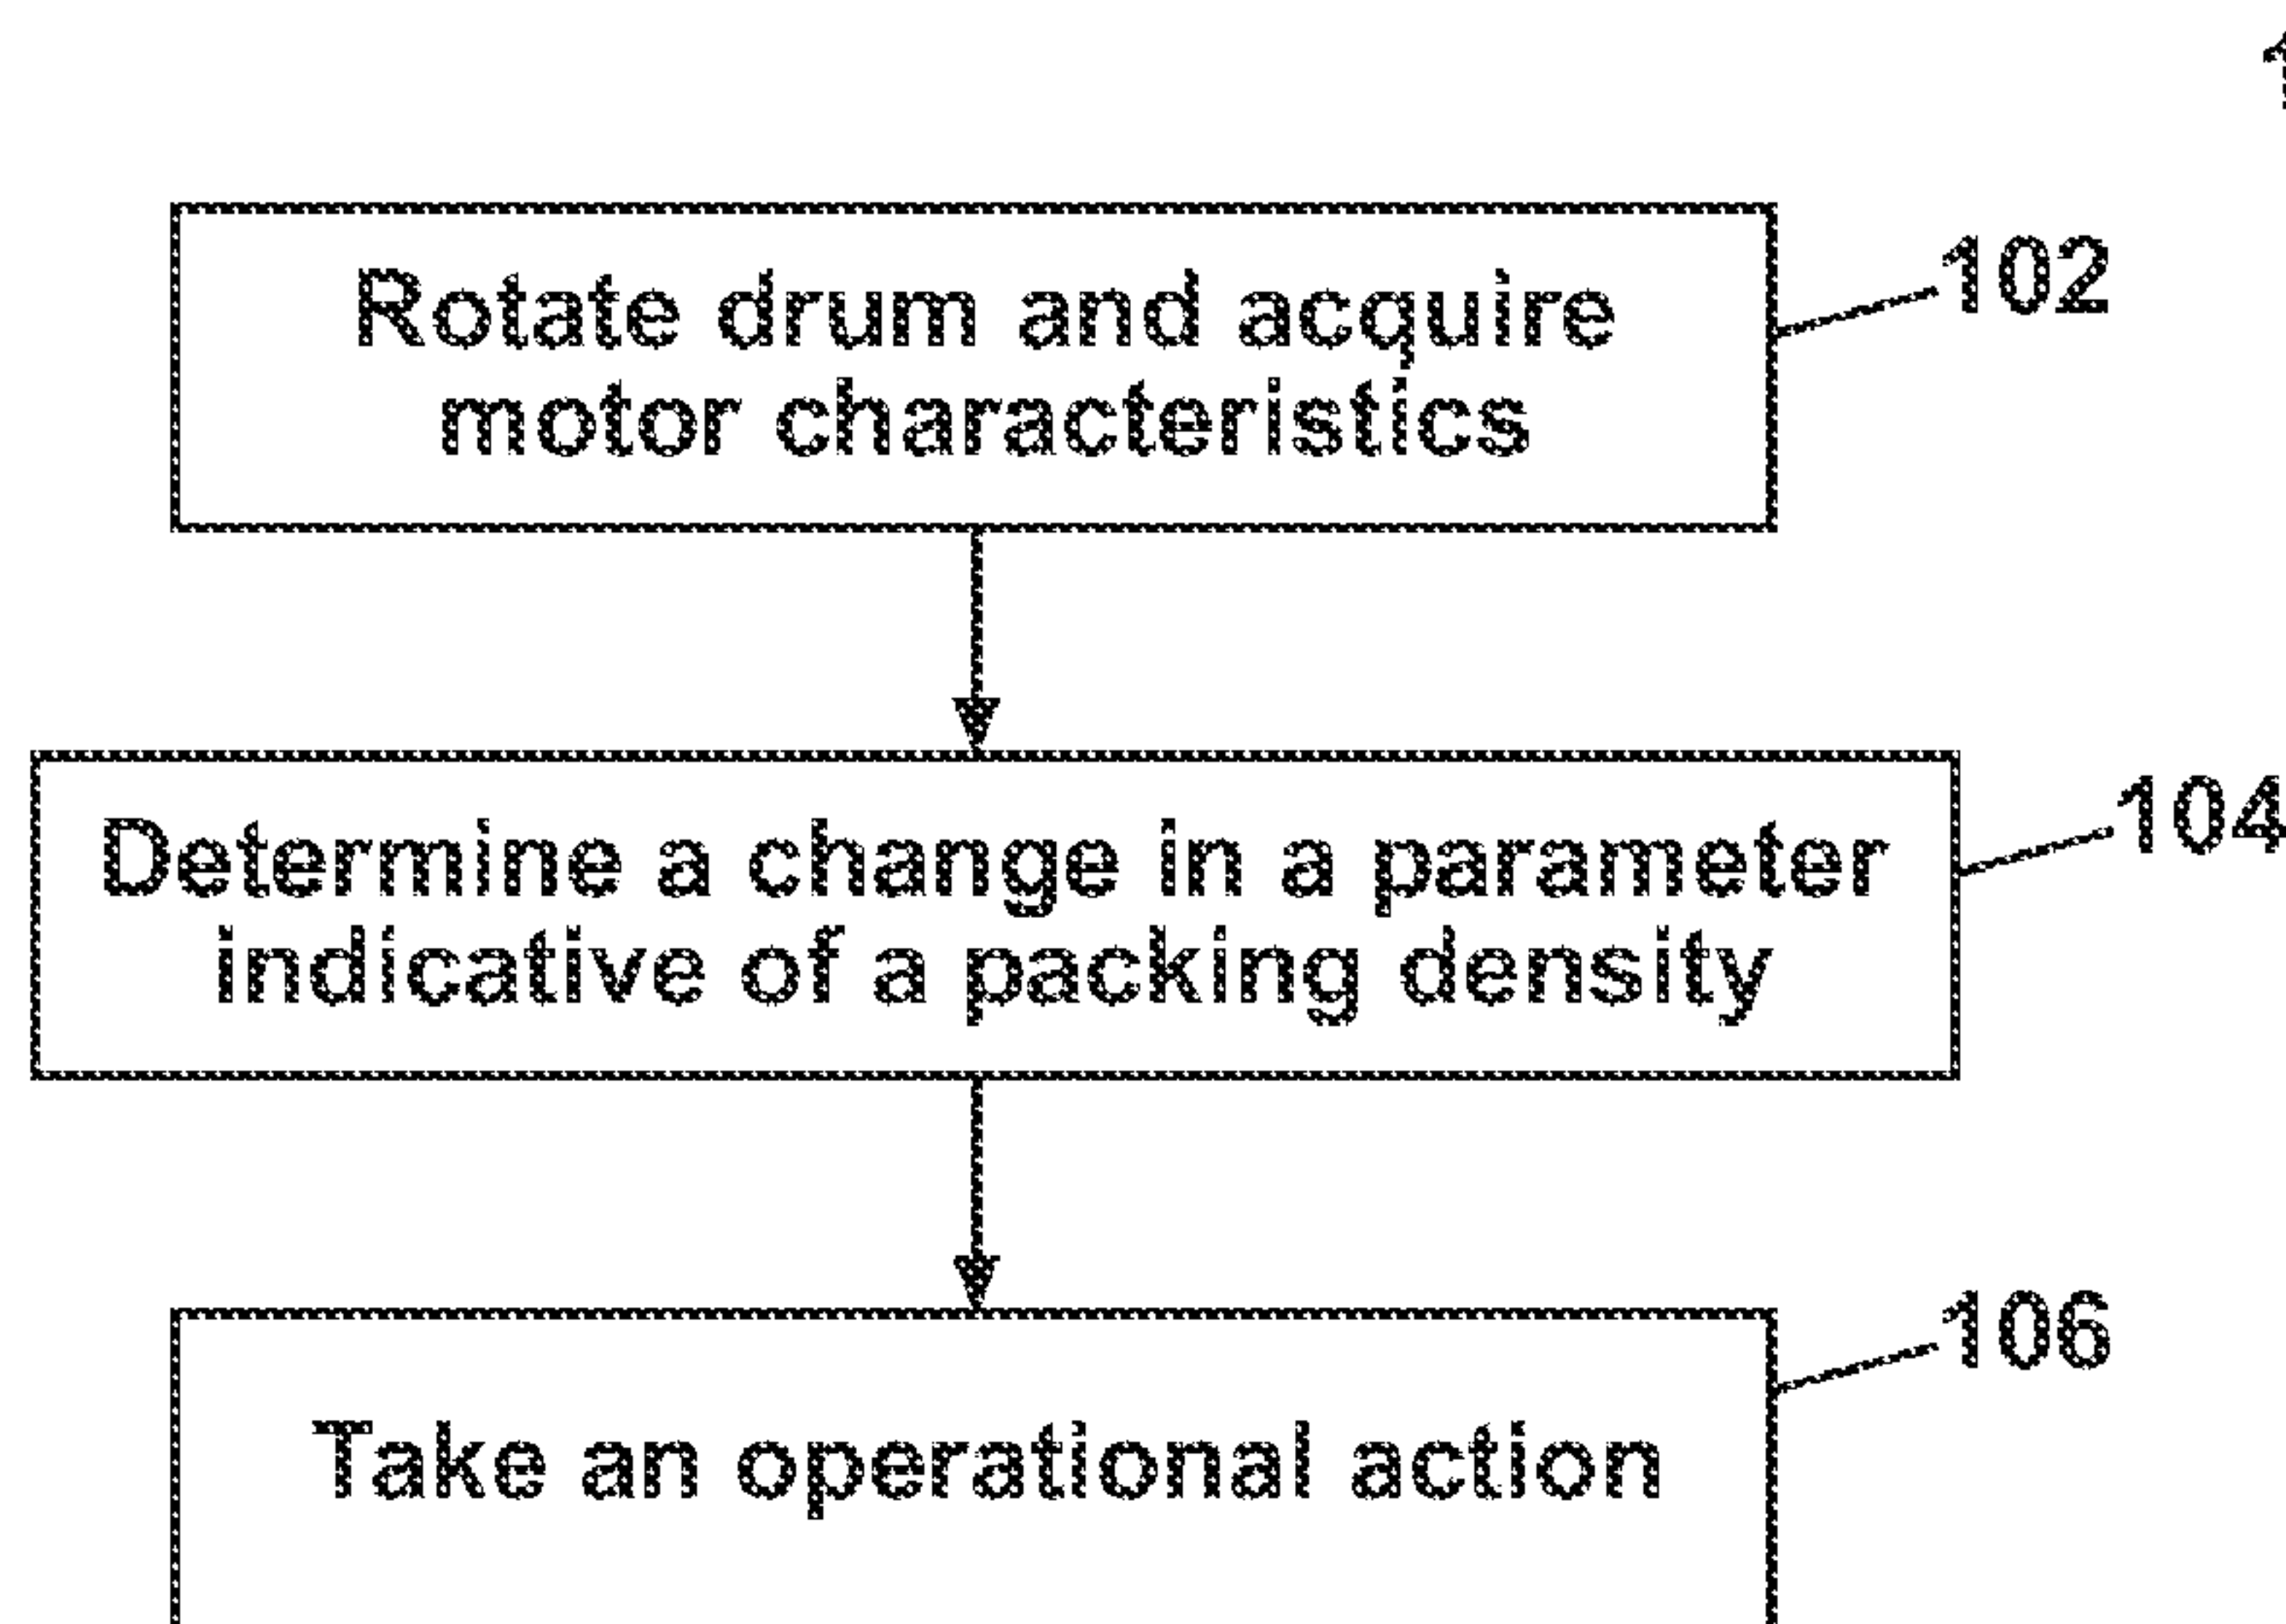 Rotate drum and acquire
motor characteristics
102
Determine a change in a parameter
indicative of a packing density
104
Take an operational action
106